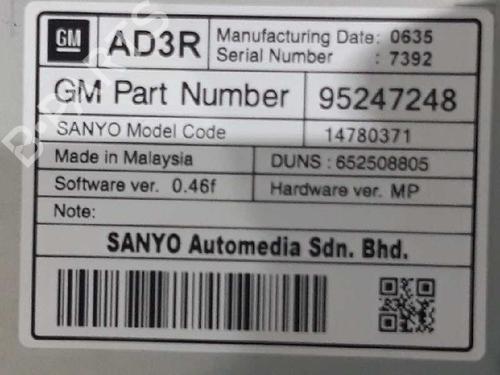 GM AD3R Manufacturing Date: 0635
Serial Number : 7392
GM Part Number 95247248
SANYO Model Code 14780371
Made in Malaysia DUNS : 652508805
Software ver. 0.46f Hardware ver. MP
Note:
SANYO Automedia Sdn. Bhd.
B-PARTS